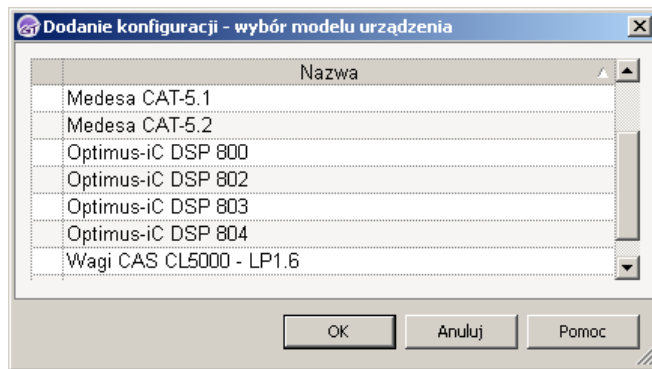 Dodanie konfiguracji - wybór modelu urządzenia
Nazwa
Medesa CAT-5.1
Medesa CAT-5.2
Optimus-iC DSP 800
Optimus-iC DSP 802
Optimus-iC DSP 803
Optimus-iC DSP 804
Wagi CAS CL5000 - LP1.6
OK Anuluj Pomoc